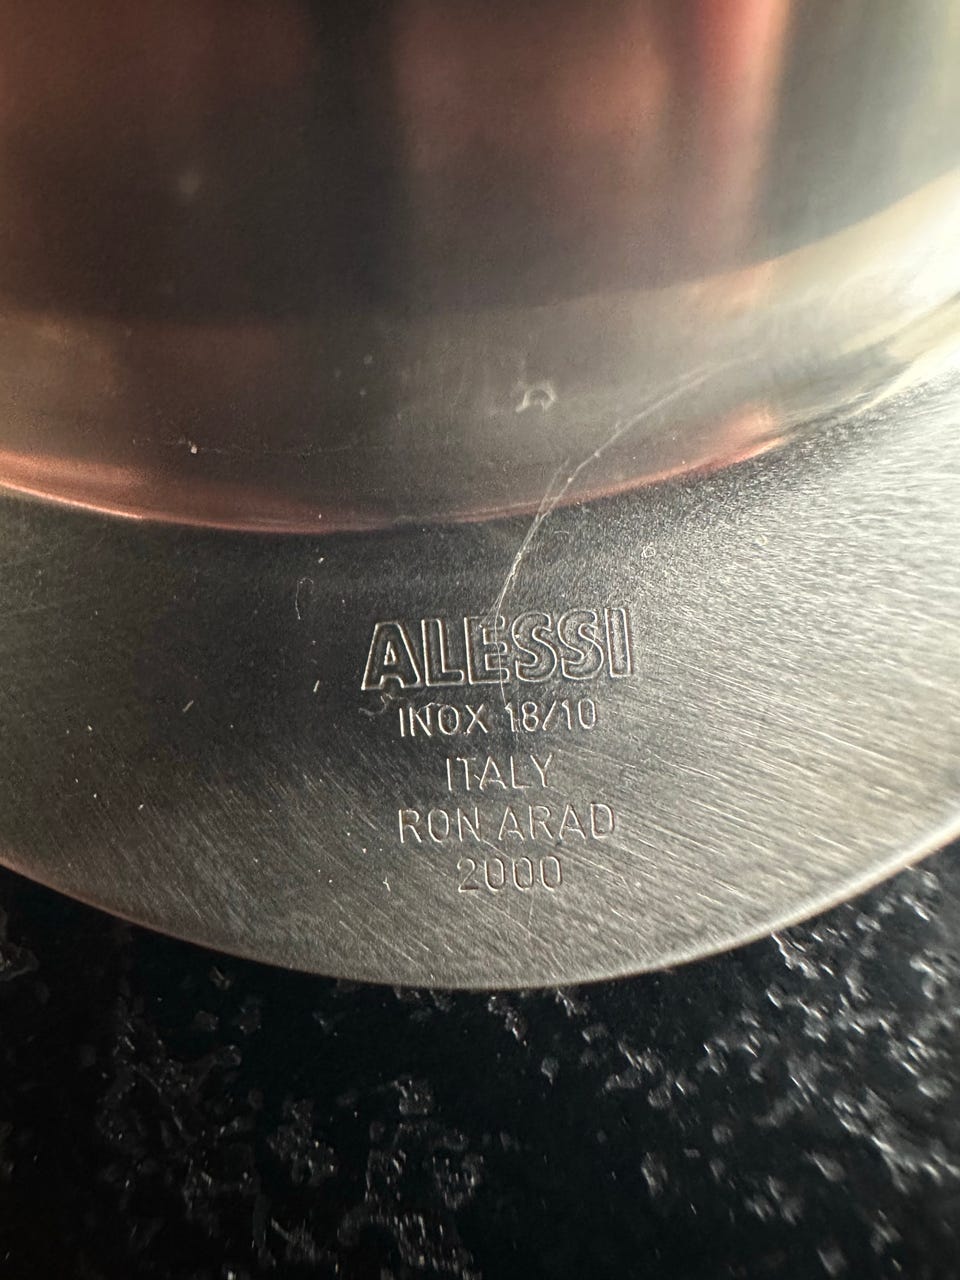 ALESSI
INOX 18/10
ITALY
RON ARAD
2000